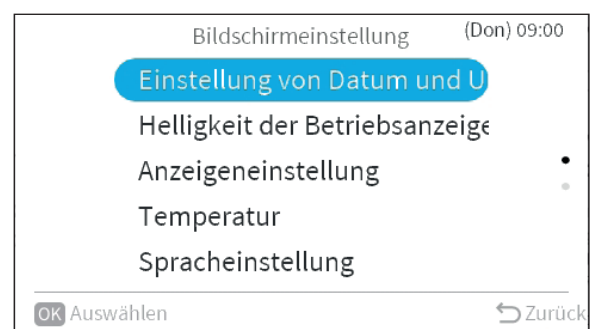 Bildschirmeinstellung (Don) 09:00
Einstellung von Datum und U
Helligkeit der Betriebsanzeige
Anzeigeneinstellung
Temperatur
Spracheinstellung
OK Auswählen Zurück